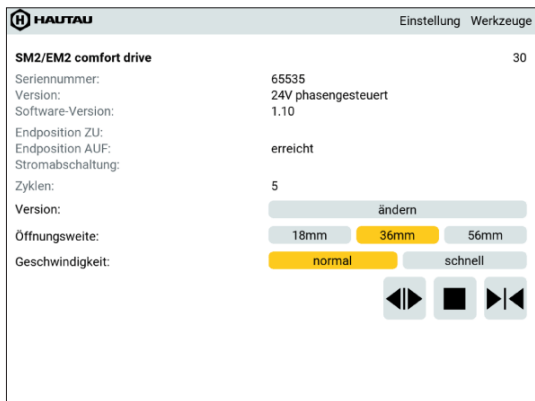 HAUTAU Einstellung Werkzeuge
SM2/EM2 comfort drive 30
Seriennummer: 65535
Version: 24V phasengesteuert
Software-Version: 1.10
Endposition ZU:
Endposition AUF: erreicht
Stromabschaltung:
Zyklen: 5
Version: ändern
Öffnungsweite: 18mm 36mm 56mm
Geschwindigkeit: normal schnell